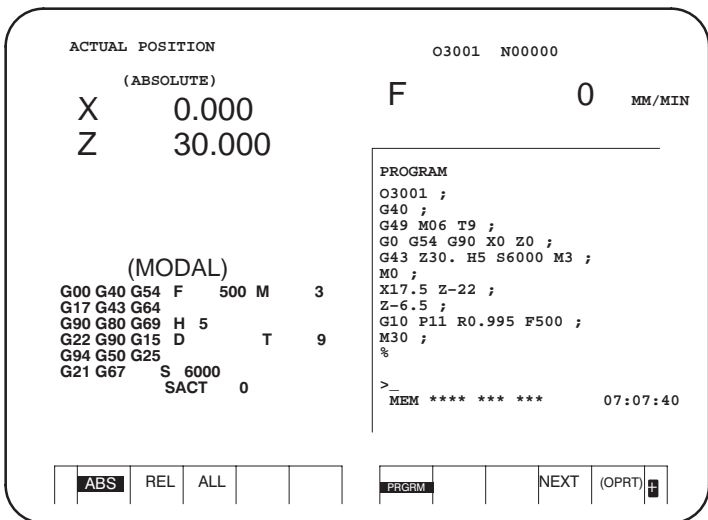 ACTUAL POSITION
O3001 N00000
(ABSOLUTE)
F 0 MM/MIN
X 0.000
Z 30.000
PROGRAM
O3001 ;
G40 ;
G49 M06 T9 ;
G0 G54 G90 X0 Z0 ;
G43 Z30. H5 S6000 M3 ;
M0 ;
X17.5 Z-22 ;
Z-6.5 ;
G10 P11 R0.995 F500 ;
M30 ;
%
>_
MEM **** *** *** 07:07:40
(MODAL)
G00 G40 G54 F 500 M 3
G17 G43 G64
G90 G80 G69 H 5
G22 G90 G15 D T 9
G94 G50 G25
G21 G67 S 6000
SACT 0
ABS REL ALL PRGRM NEXT (OPRT) +